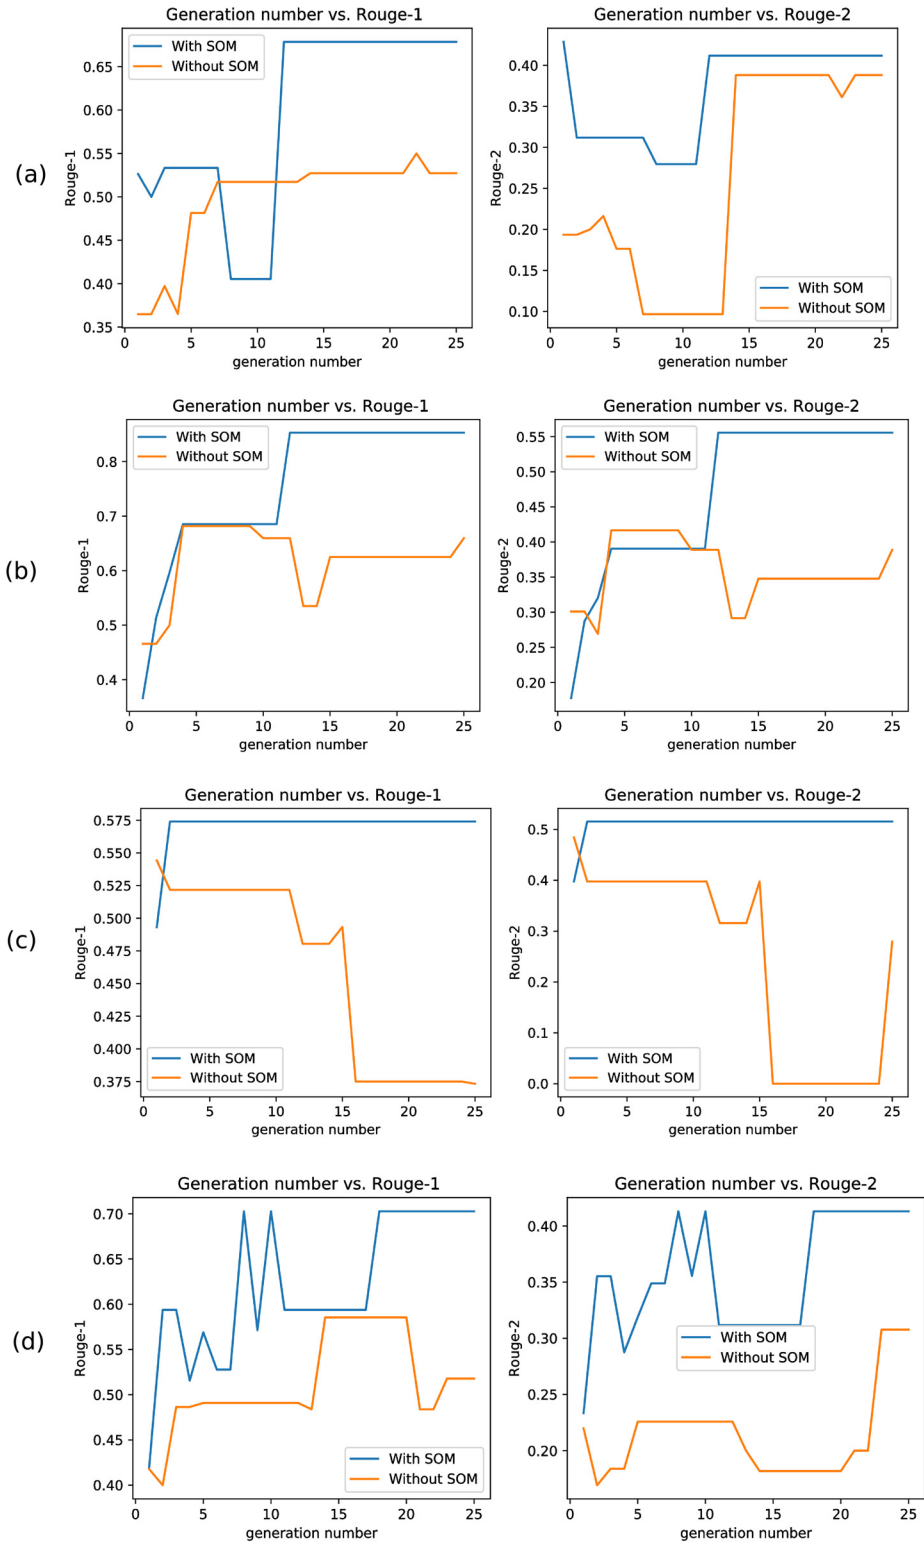 Generation number vs. Rouge-1
Generation number vs. Rouge-2
(a)
Rouge-1
0.65
0.60
0.55
0.50
0.45
0.40
0.35
With SOM
Without SOM
0 5 10 15 20 25
generation number
Rouge-2
0.40
0.35
0.30
0.25
0.20
0.15
0.10
With SOM
Without SOM
0 5 10 15 20 25
generation number
Generation number vs. Rouge-1
Generation number vs. Rouge-2
(b)
Rouge-1
0.8
0.7
0.6
0.5
0.4
With SOM
Without SOM
0 5 10 15 20 25
generation number
Rouge-2
0.55
0.50
0.45
0.40
0.35
0.30
0.25
0.20
With SOM
Without SOM
0 5 10 15 20 25
generation number
Generation number vs. Rouge-1
Generation number vs. Rouge-2
(c)
Rouge-1
0.575
0.550
0.525
0.500
0.475
0.450
0.425
0.400
0.375
With SOM
Without SOM
0 5 10 15 20 25
generation number
Rouge-2
0.5
0.4
0.3
0.2
0.1
0.0
With SOM
Without SOM
0 5 10 15 20 25
generation number
Generation number vs. Rouge-1
Generation number vs. Rouge-2
(d)
Rouge-1
0.70
0.65
0.60
0.55
0.50
0.45
0.40
With SOM
Without SOM
0 5 10 15 20 25
generation number
Rouge-2
0.40
0.35
0.30
0.25
0.20
With SOM
Without SOM
0 5 10 15 20 25
generation number